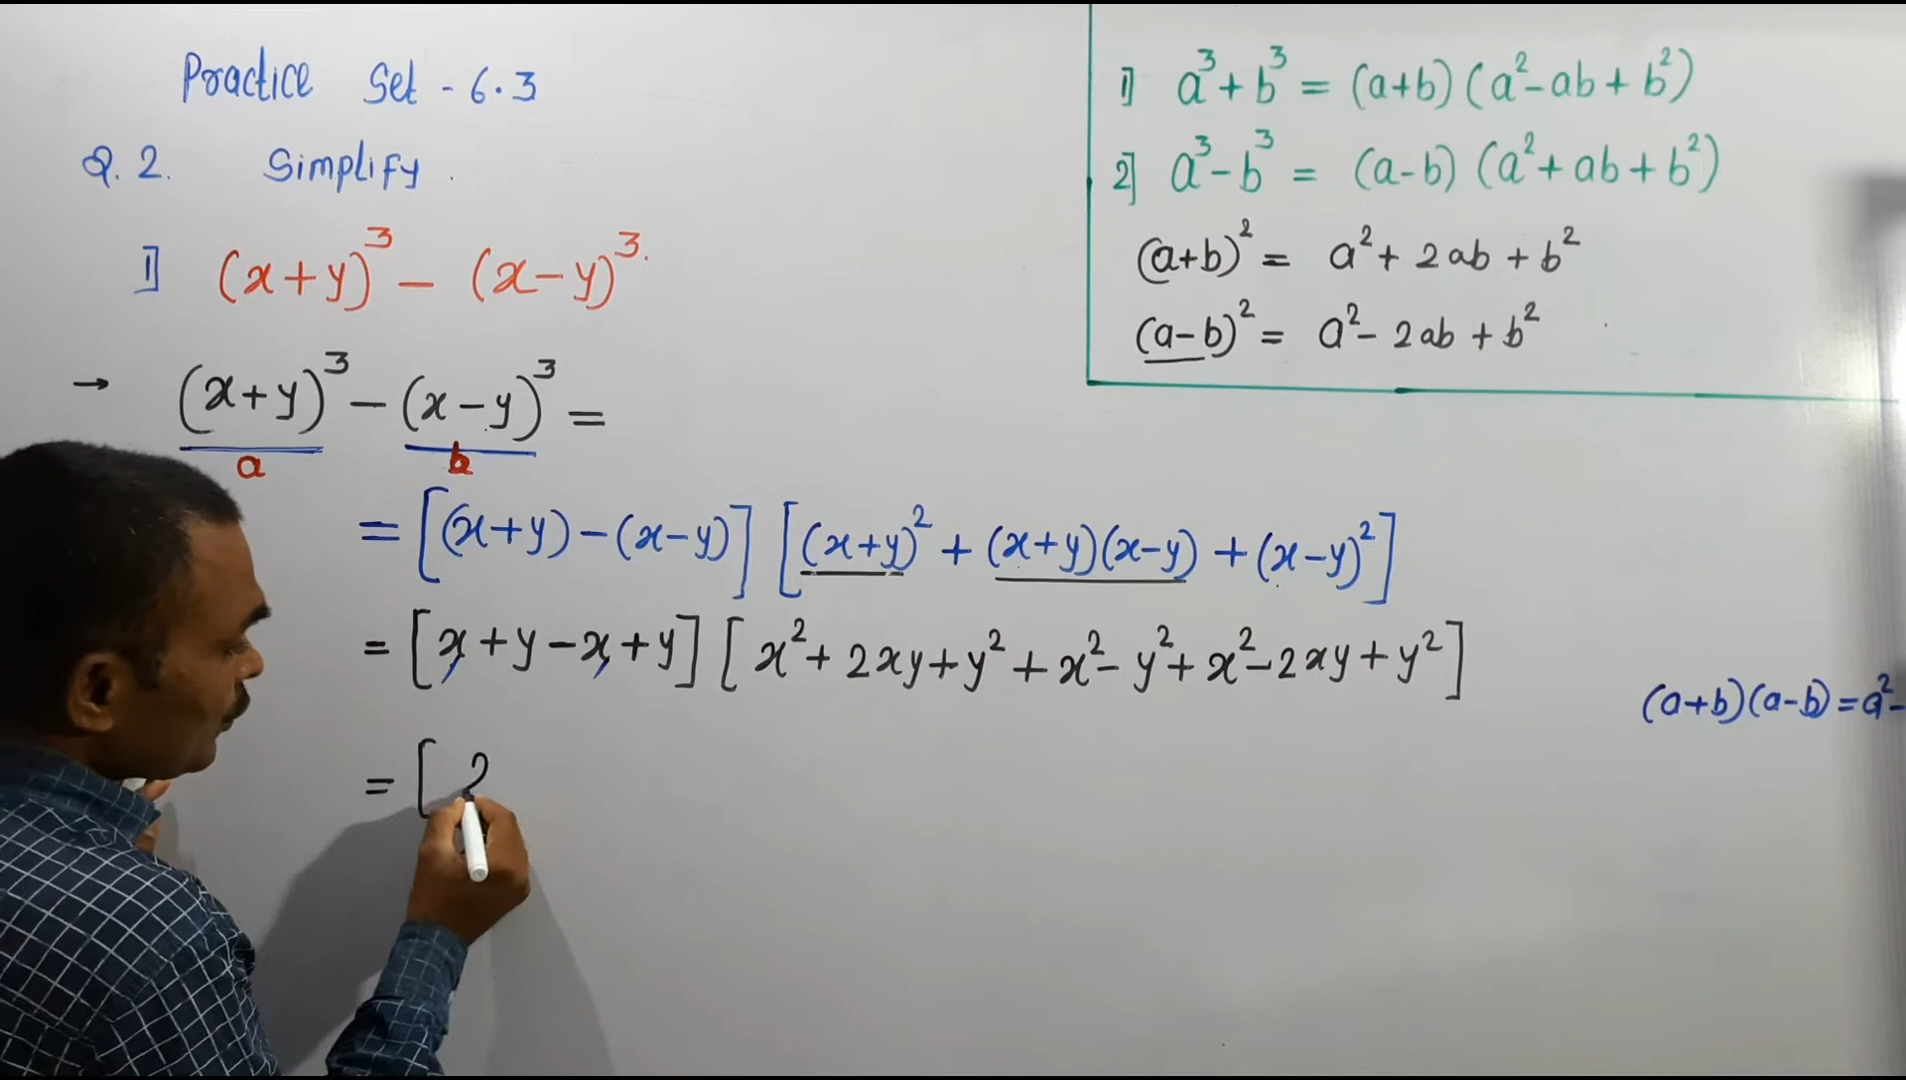 Practice Set - 6.3
Q. 2. Simplify.
1] (x+y)³ – (x–y)³.
→ (x+y)³ – (x–y)³ =
a b
= [(x+y)–(x–y)] [(x+y)² + (x+y)(x–y) + (x–y)²]
= [x+y–x+y] [x²+2xy+y²+x²–y²+x²–2xy+y²]
= [ 2
1] a³+b³ = (a+b)(a²–ab+b²)
2] a³–b³ = (a–b)(a²+ab+b²)
(a+b)² = a²+2ab+b²
(a–b)² = a²–2ab+b²
(a+b)(a–b)=a²–